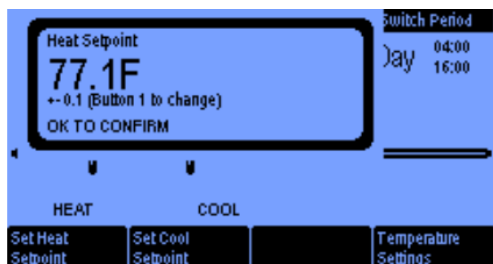 Switch Period
Heat Setpoint
77.1F
+-0.1 (Button 1 to change)
OK TO CONFIRM
)ay 04:00
16:00
HEAT COOL
Set Heat Setpoint
Set Cool Setpoint
Temperature Settings